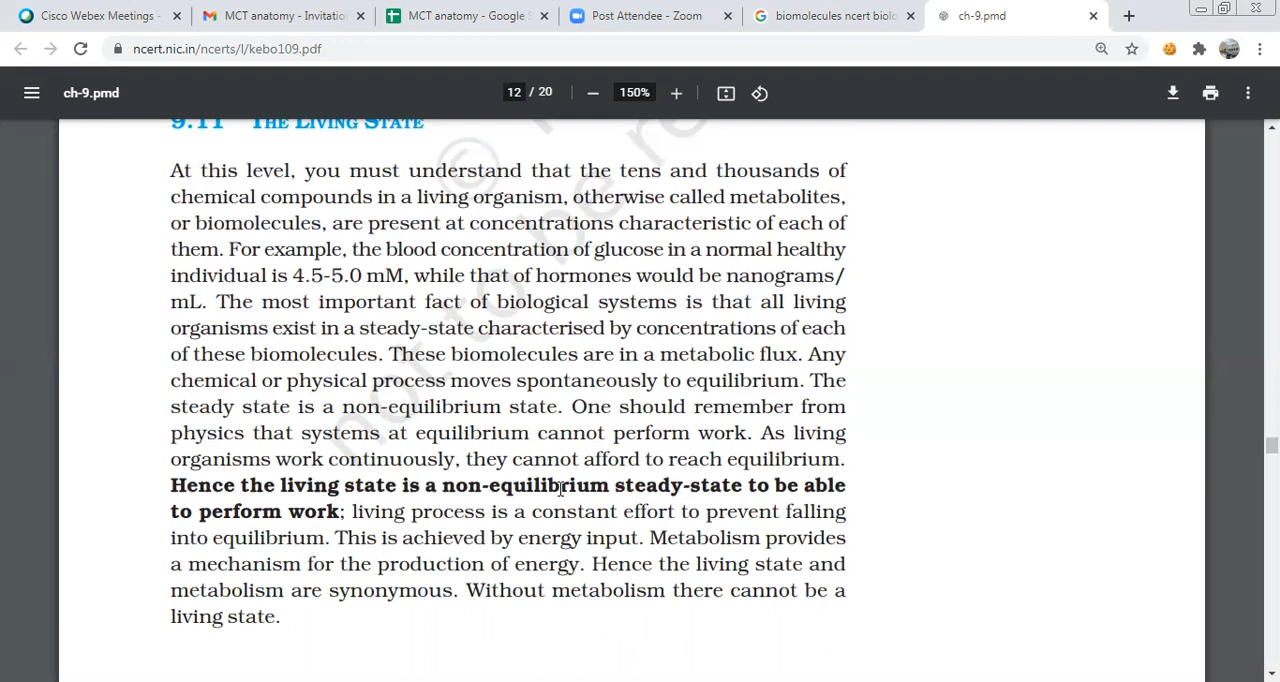 Cisco Webex Meetings - MCT anatomy - Invitatio MCT anatomy - Google S Post Attendee - Zoom biomolecules ncert biolo ch-9.pmd
ncert.nic.in/ncerts/l/kebo109.pdf
ch-9.pmd 12 / 20 150%
9.11 THE LIVING STATE
At this level, you must understand that the tens and thousands of
chemical compounds in a living organism, otherwise called metabolites,
or biomolecules, are present at concentrations characteristic of each of
them. For example, the blood concentration of glucose in a normal healthy
individual is 4.5-5.0 mM, while that of hormones would be nanograms/
mL. The most important fact of biological systems is that all living
organisms exist in a steady-state characterised by concentrations of each
of these biomolecules. These biomolecules are in a metabolic flux. Any
chemical or physical process moves spontaneously to equilibrium. The
steady state is a non-equilibrium state. One should remember from
physics that systems at equilibrium cannot perform work. As living
organisms work continuously, they cannot afford to reach equilibrium.
Hence the living state is a non-equilibrium steady-state to be able
to perform work; living process is a constant effort to prevent falling
into equilibrium. This is achieved by energy input. Metabolism provides
a mechanism for the production of energy. Hence the living state and
metabolism are synonymous. Without metabolism there cannot be a
living state.
© 
not to be re